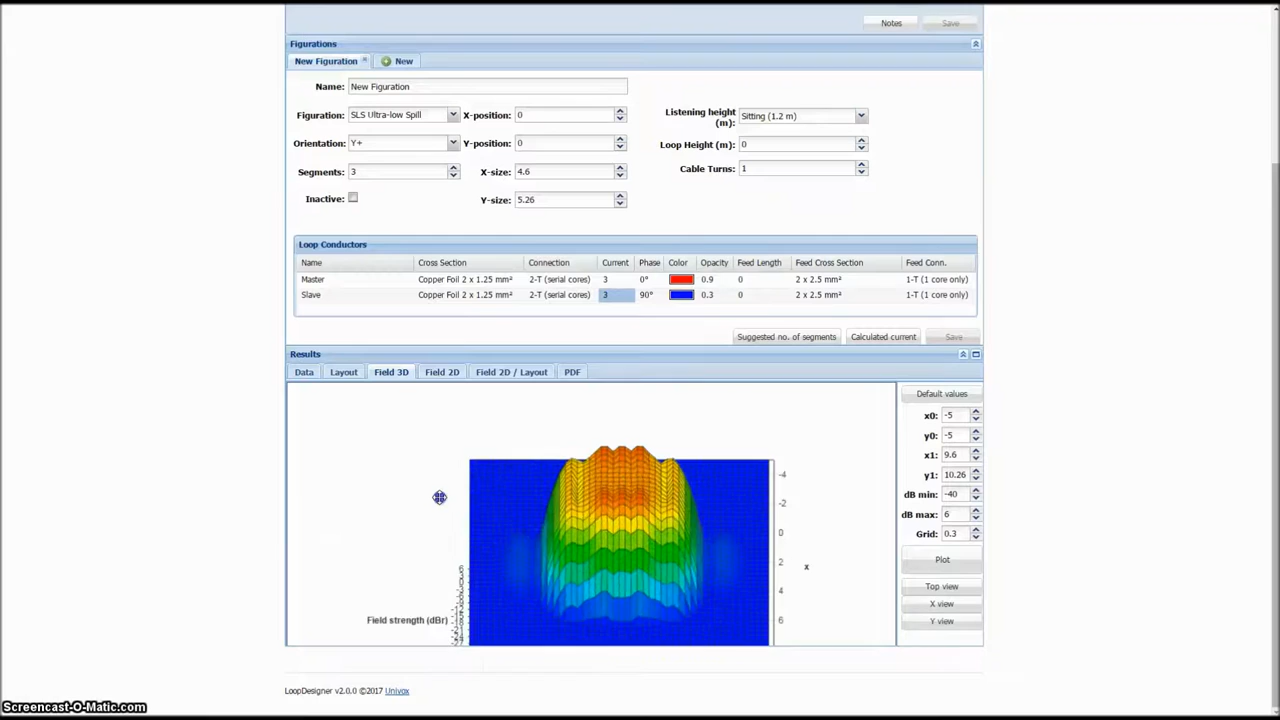 Notes Save
Figurations
New Figuration New
Name: New Figuration
Figuration: SLS Ultra-low Spill X-position: 0 Listening height (m): Sitting (1.2 m)
Orientation: Y+ Y-position: 0 Loop Height (m): 0
Segments: 3 X-size: 4.6 Cable Turns: 1
Inactive: Y-size: 5.26
Loop Conductors
Name Cross Section Connection Current Phase Color Opacity Feed Length Feed Cross Section Feed Conn.
Master Copper Foil 2 x 1.25 mm² 2-T (serial cores) 3 0° 0.9 0 2 x 2.5 mm² 1-T (1 core only)
Slave Copper Foil 2 x 1.25 mm² 2-T (serial cores) 3 90° 0.3 0 2 x 2.5 mm² 1-T (1 core only)
Suggested no. of segments Calculated current Save
Results
Data Layout Field 3D Field 2D Field 2D / Layout PDF
Default values
x0: -5
y0: -5
x1: 9.6
y1: 10.26
dB min: -40
dB max: 6
Grid: 0.3
Plot
Top view
X view
Y view
-4
-2
0
2
4
6
x
Field strength (dBr)
LoopDesigner v2.0.0 ©2017 Univox
Screencast-O-Matic.com